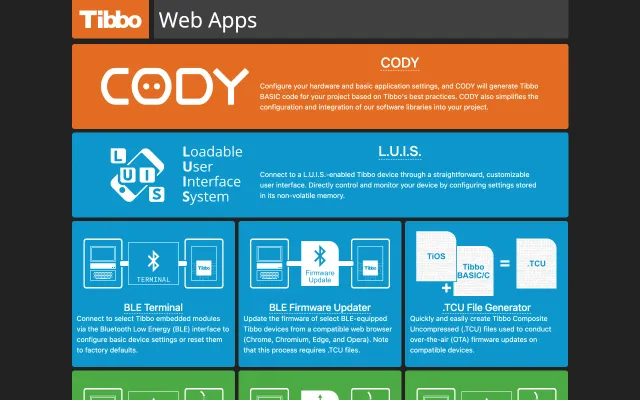 Tibbo Web Apps
CODY
CODY
Configure your hardware and basic application settings, and CODY will generate Tibbo
BASIC code for your project based on Tibbo's best practices. CODY also simplifies the
configuration and integration of our software libraries into your project.
L
U I S
Loadable
User
Interface
System
L.U.I.S.
Connect to a L.U.I.S.-enabled Tibbo device through a straightforward, customizable
user interface. Directly control and monitor your device by configuring settings stored
in its non-volatile memory.
TERMINAL
Tibbo
BLE Terminal
Connect to select Tibbo embedded modules
via the Bluetooth Low Energy (BLE) interface to
configure basic device settings or reset them
to factory defaults.
Firmware
Update
Tibbo
BLE Firmware Updater
Update the firmware of select BLE-equipped
Tibbo devices from a compatible web browser
(Chrome, Chromium, Edge, and Opera). Note
that this process requires .TCU files.
TiOS
+
Tibbo
BASIC/C
=
.TCU
.TCU File Generator
Quickly and easily create Tibbo Composite
Uncompressed (.TCU) files used to conduct
over-the-air (OTA) firmware updates on
compatible devices.